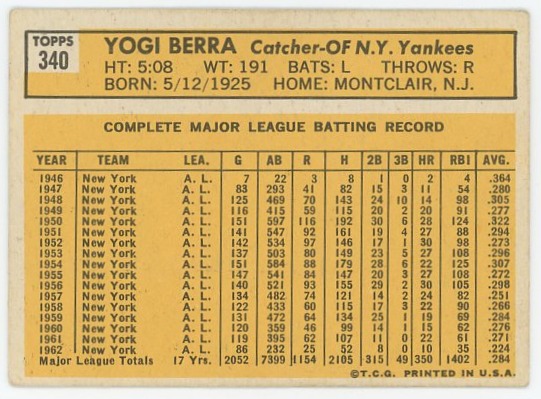 TOPPS
340
YOGI BERRA Catcher-OF N.Y. Yankees
HT: 5:08 WT: 191 BATS: L THROWS: R
BORN: 5/12/1925 HOME: MONTCLAIR, N.J.
COMPLETE MAJOR LEAGUE BATTING RECORD
YEAR TEAM LEA. G AB R H 2B 3B HR RBI AVG.
1946 New York A. L. 7 22 3 8 1 0 2 4 .364
1947 New York A. L. 83 293 41 82 15 3 11 54 .280
1948 New York A. L. 125 469 70 143 24 10 14 98 .305
1949 New York A. L. 116 415 59 115 20 2 20 91 .277
1950 New York A. L. 151 597 116 192 30 6 28 124 .322
1951 New York A. L. 141 547 92 161 19 4 27 88 .294
1952 New York A. L. 142 534 97 146 17 1 30 98 .273
1953 New York A. L. 137 503 80 149 23 5 27 108 .296
1954 New York A. L. 151 584 88 179 28 6 22 125 .307
1955 New York A. L. 147 541 84 147 20 3 27 108 .272
1956 New York A. L. 140 521 93 155 29 2 30 105 .298
1957 New York A. L. 134 482 74 121 14 2 24 82 .251
1958 New York A. L. 122 433 60 115 17 3 22 90 .266
1959 New York A. L. 131 472 64 134 25 1 19 69 .284
1960 New York A. L. 120 359 46 99 14 1 15 62 .276
1961 New York A. L. 119 395 62 107 11 0 22 61 .271
1962 New York A. L. 86 232 25 52 8 0 10 35 .224
Major League Totals 17 Yrs. 2052 7399 1154 2105 315 49 350 1402 .284
©T.C.G. PRINTED IN U.S.A.